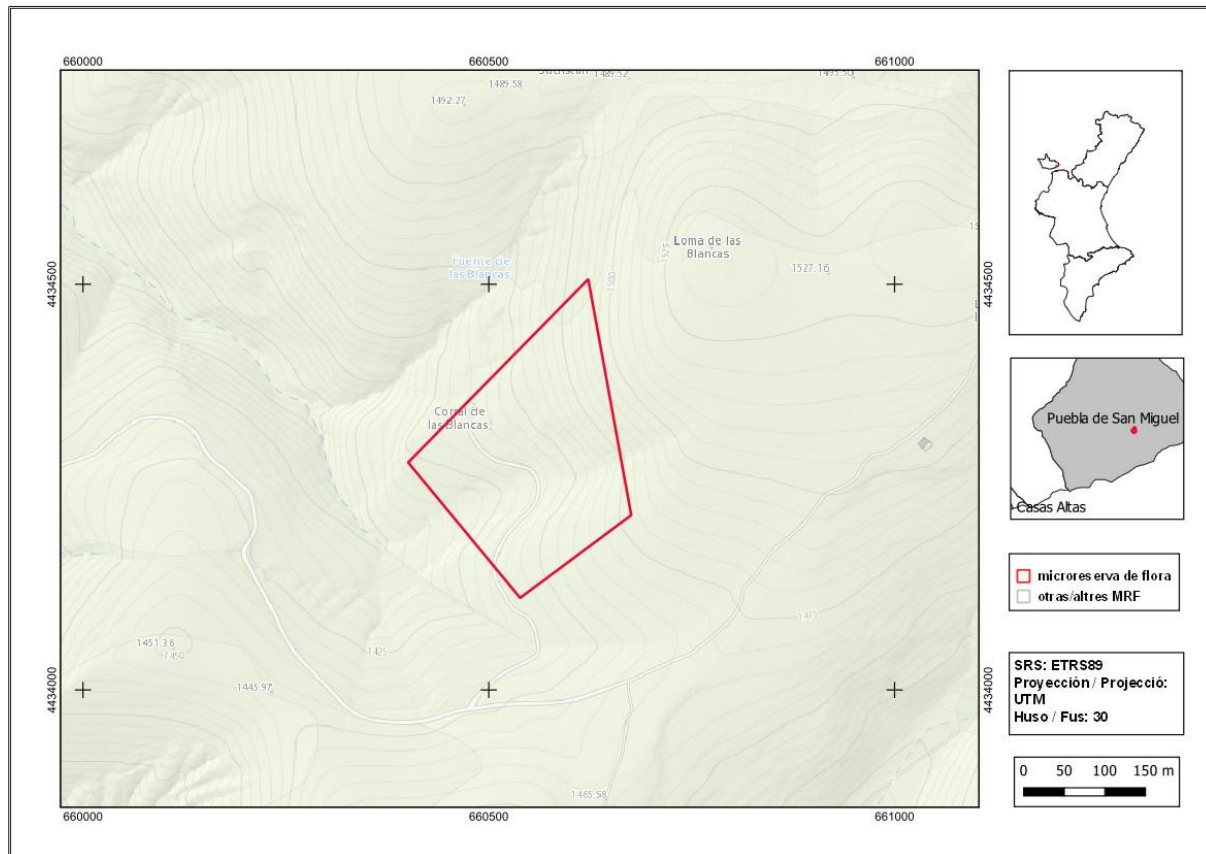 660000
660500
661000
1489.52
1489.58
1492.27
Loma de las
Blancas
1525
1527.16
1500
Fuente de
las Blancas
4434500
4434500
Corral de
las Blancas
1475
1451.36
1450
1425
1445.97
4434000
4434000
1465.58
660000
660500
661000
Puebla de San Miguel
Casas Altas
microreserva de flora
otras/altres MRF
SRS: ETRS89
Proyección / Projecció:
UTM
Huso / Fus: 30
0 50 100 150 m